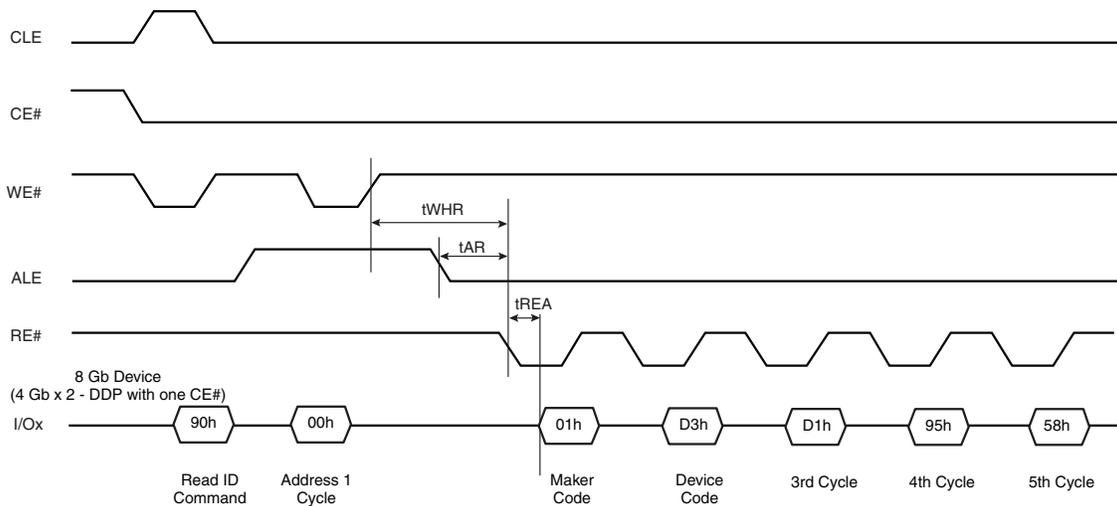 CLE
CE#
WE#
tWHR
tAR
ALE
tREA
RE#
8 Gb Device
(4 Gb x 2 - DDP with one CE#)
I/Ox
90h
00h
01h
D3h
D1h
95h
58h
Read ID
Command
Address 1
Cycle
Maker
Code
Device
Code
3rd Cycle
4th Cycle
5th Cycle